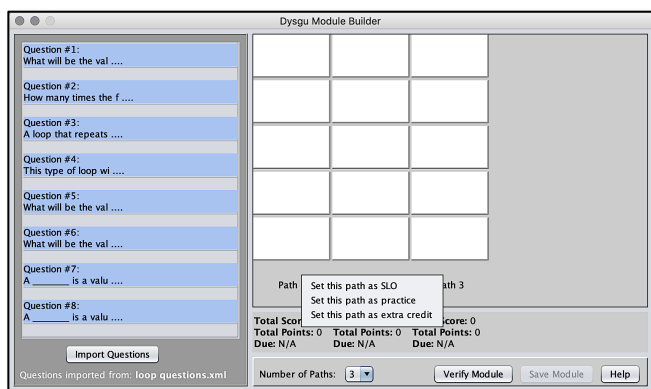 Dysgu Module Builder
Question #1:
What will be the val ....
Question #2:
How many times the f ....
Question #3:
A loop that repeats ....
Question #4:
This type of loop wi ....
Question #5:
What will be the val ....
Question #6:
What will be the val ....
Question #7:
A _______ is a valu ....
Question #8:
A _______ is a valu ....
Import Questions
Questions imported from: loop questions.xml
Path
ath 3
Set this path as SLO
Set this path as practice
Set this path as extra credit
Total Scor
core: 0
Total Points: 0 Total Points: 0 Total Points: 0
Due: N/A Due: N/A Due: N/A
Number of Paths: 3 Verify Module Save Module Help